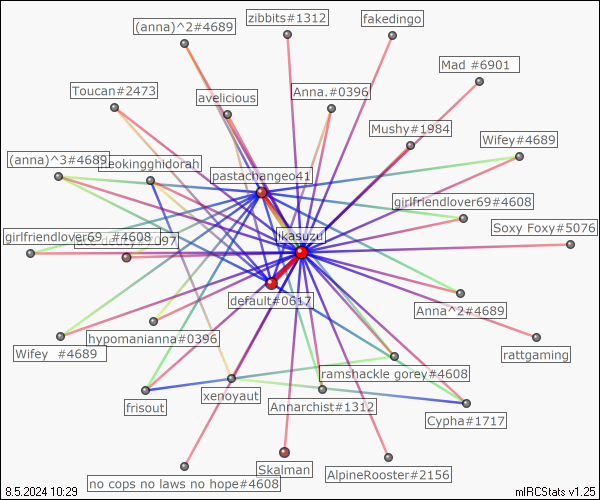 (anna)^2#4689
zibbits#1312
fakedingo
Mad #6901
Toucan#2473
avelicious
Anna.#0396
Mushy#1984
Wifey#4689
(anna)^3#4689
leokingghidorah
pastachangeo41
girlfriendlover69#4608
Soxy Foxy#5076
girlfriendlover69_#4608
ikasuzu
default#0617
Anna^2#4689
hypomanianna#0396
Wifey #4689
rattgaming
ramshackle gorey#4608
frisout
xenoyaut
Annarchist#1312
Cypha#1717
no cops no laws no hope#4608
Skalman
AlpineRooster#2156
8.5.2024 10:29
mIRCStats v1.25